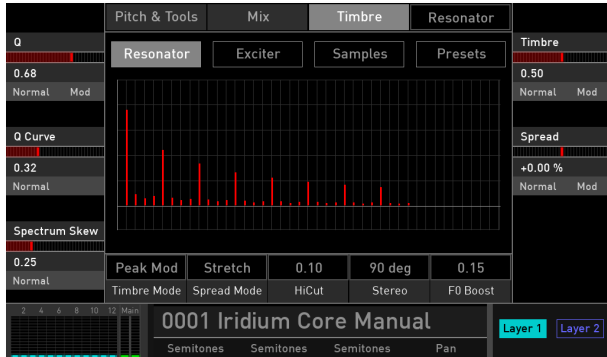 Pitch & Tools Mix Timbre Resonator
Resonator Exciter Samples Presets
Q
0.68
Normal Mod
Q Curve
0.32
Normal
Spectrum Skew
0.25
Normal
Timbre
0.50
Normal Mod
Spread
+0.00 %
Normal Mod
Peak Mod Stretch 0.10 90 deg 0.15
Timbre Mode Spread Mode HiCut Stereo F0 Boost
2 4 6 8 10 12 Main
0001 Iridium Core Manual
Semitones Semitones Semitones Pan
Layer 1 Layer 2